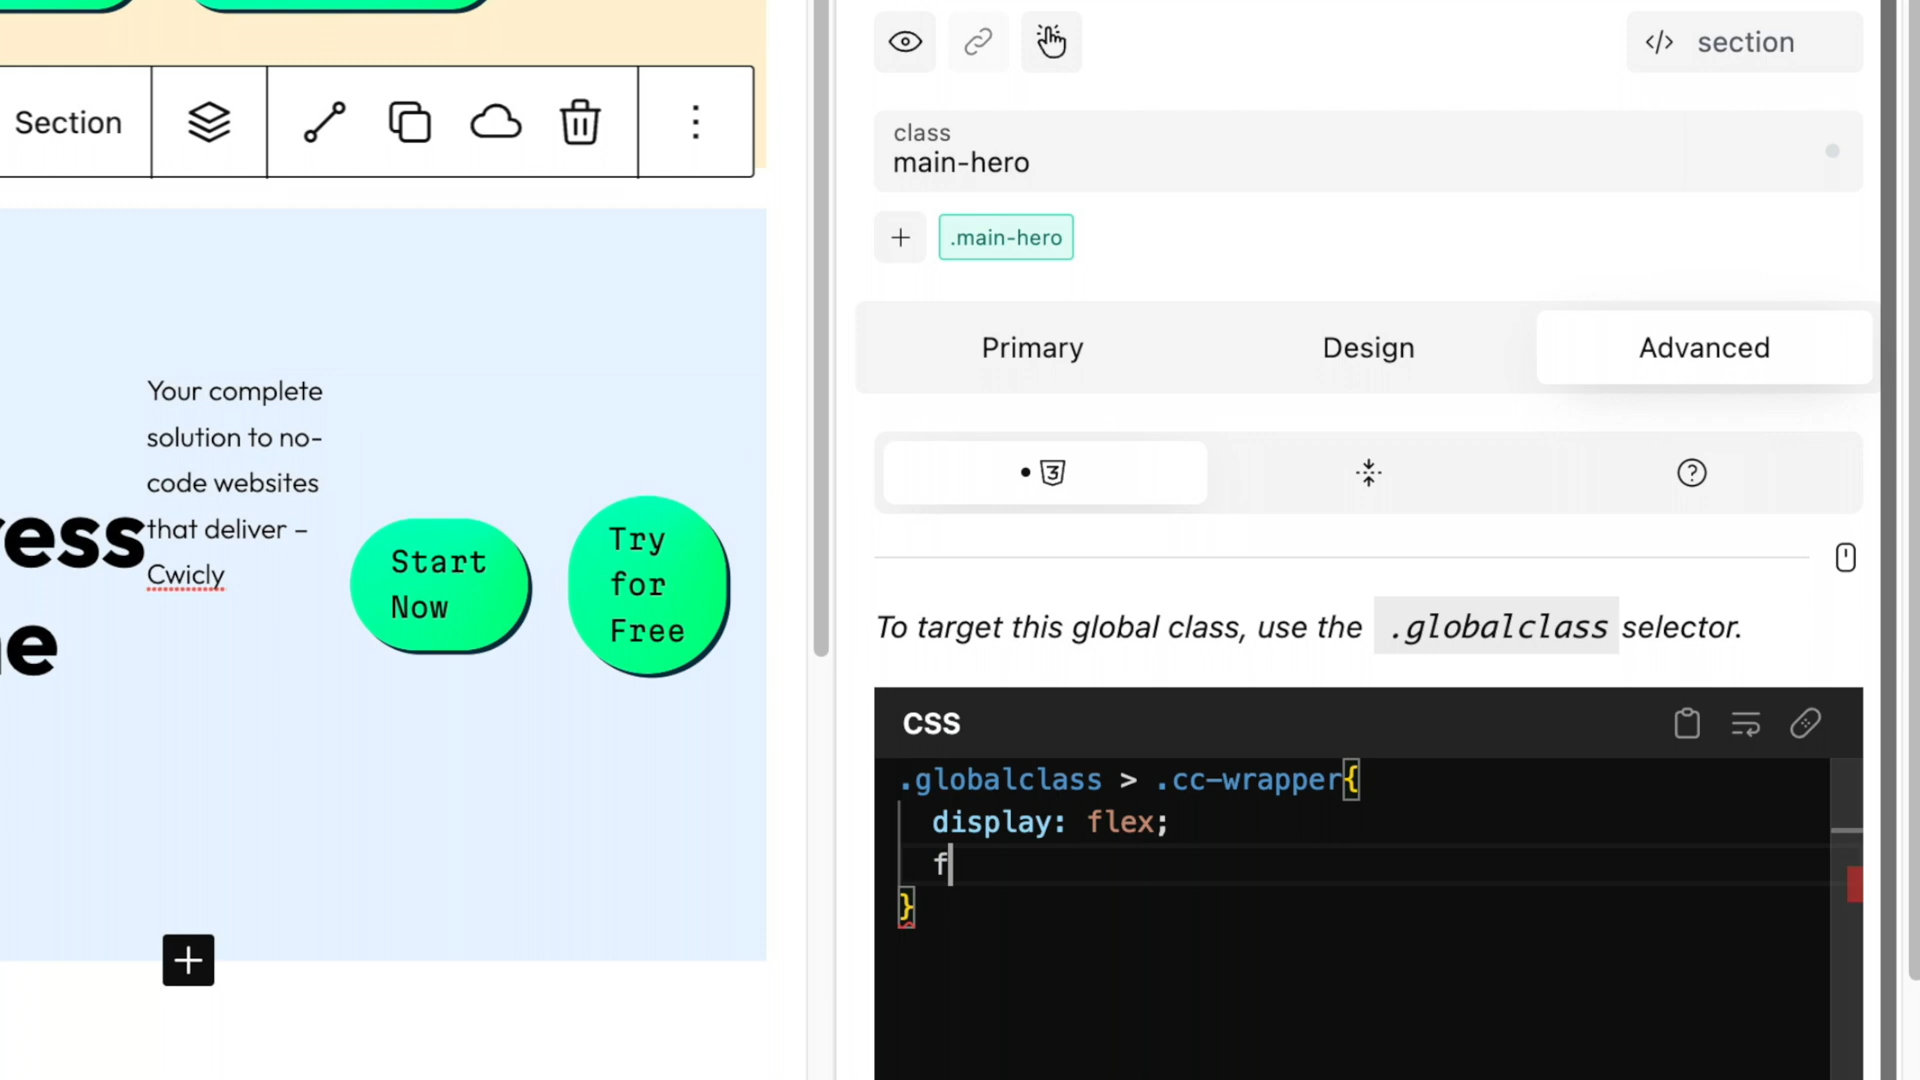 Section
Your complete
solution to no-
code websites
that deliver –
Cwicly
ress
e
Start
Now
Try
for
Free
section
class
main-hero
.main-hero
Primary
Design
Advanced
To target this global class, use the .globalclass selector.
CSS
.globalclass > .cc-wrapper{
display: flex;
f
}